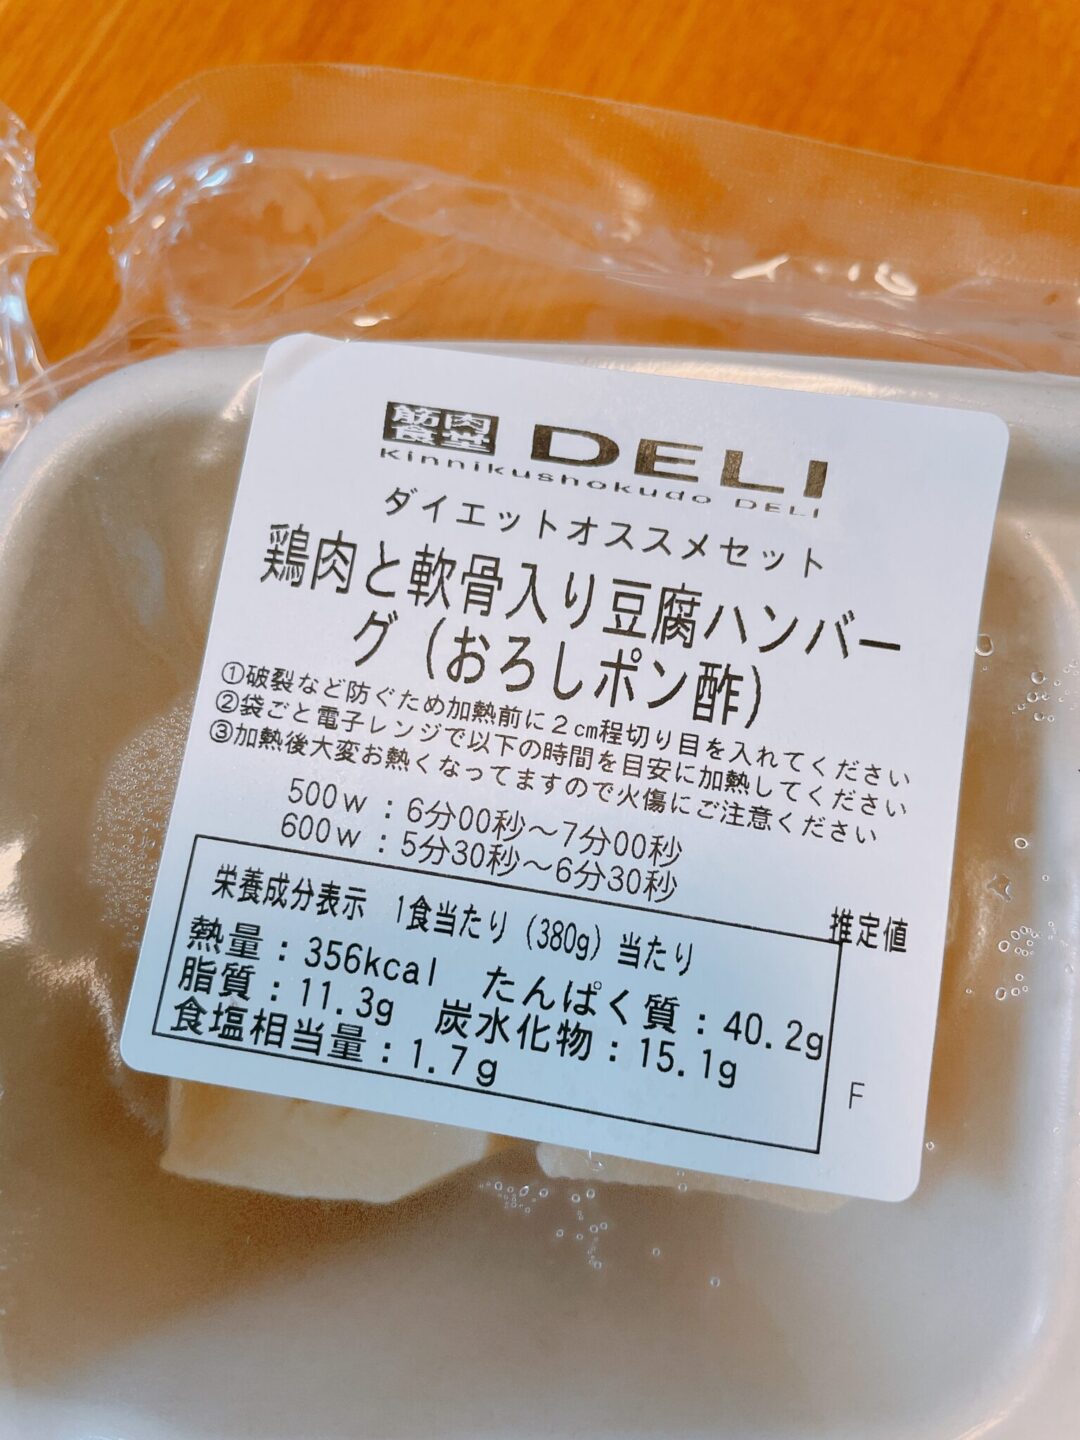 筋肉食堂 DELI
Kinnikushokudo DELI
ダイエットオススメセット
鶏肉と軟骨入り豆腐ハンバー
グ（おろしポン酢）
①破裂など防ぐため加熱前に２㎝程切り目を入れてください
②袋ごと電子レンジで以下の時間を目安に加熱してください
③加熱後大変お熱くなってますので火傷にご注意ください
500w：6分00秒～7分00秒
600w：5分30秒～6分30秒
栄養成分表示 1食当たり（380g）当たり 推定値
熱量：356kcal たんぱく質：40.2g
脂質：11.3g 炭水化物：15.1g
食塩相当量：1.7g
F